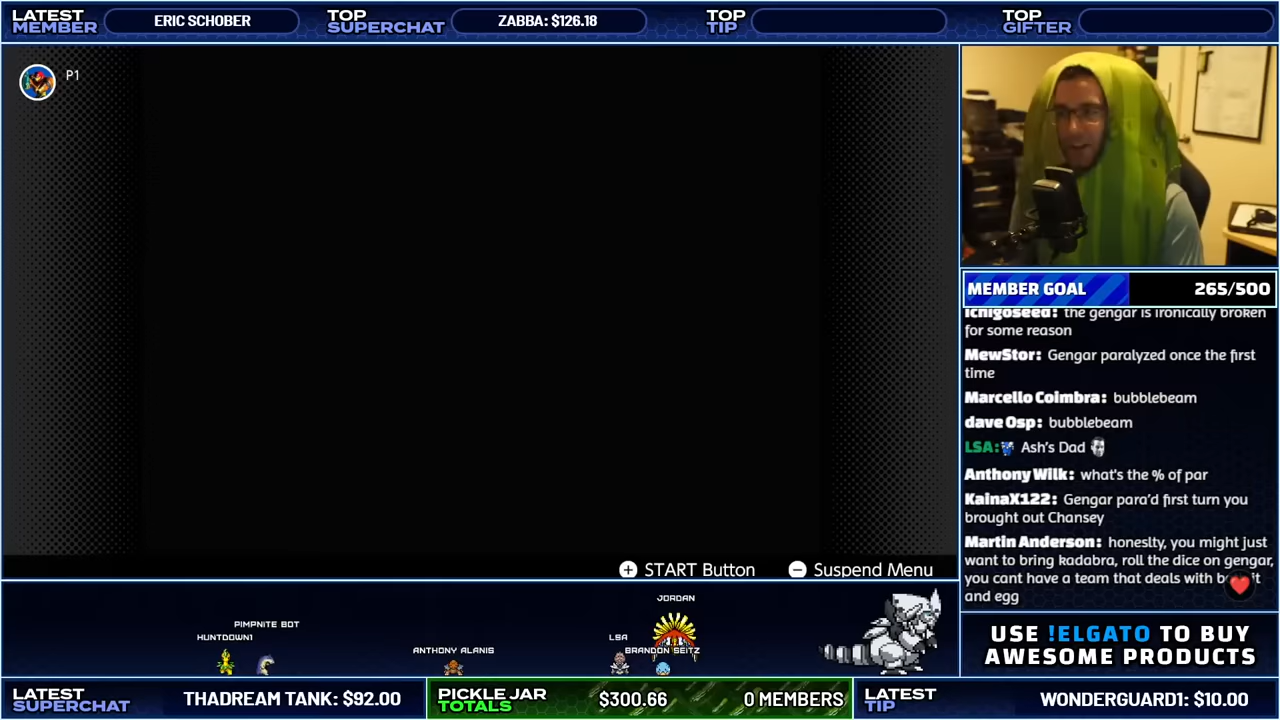 LATEST MEMBER
ERIC SCHOBER
TOP SUPERCHAT
ZABBA: $126.18
TOP TIP
TOP GIFTER
P1
START Button
Suspend Menu
MEMBER GOAL
265/500
Ichigoseed: the gengar is ironically broken
for some reason
MewStor: Gengar paralyzed once the first
time
Marcello Coimbra: bubblebeam
dave Osp: bubblebeam
LSA: Ash's Dad
Anthony Wilk: what's the % of par
KainaX122: Gengar para'd first turn you
brought out Chansey
Martin Anderson: honeslty, you might just
want to bring kadabra, roll the dice on gengar,
you cant have a team that deals with
and egg
JORDAN
PIMPNITE BOT
HUNTDOWN1
LSA
ANTHONY ALANIS
BRANDON SEITZ
USE !ELGATO TO BUY
AWESOME PRODUCTS
LATEST SUPERCHAT
THADREAM TANK: $92.00
PICKLE JAR TOTALS
$300.66
0 MEMBERS
LATEST TIP
WONDERGUARD1: $10.00